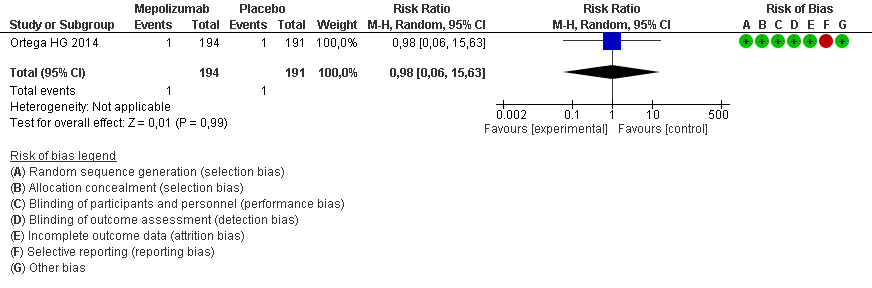 Mepolizumab Placebo Risk Ratio Risk Ratio Risk of Bias
Study or Subgroup Events Total Events Total Weight M-H, Random, 95% CI M-H, Random, 95% CI A B C D E F G
Ortega HG 2014 1 194 1 191 100,0% 0,98 [0,06, 15,63] + + + + + - +
Total (95% CI) 194 191 100,0% 0,98 [0,06, 15,63]
Total events 1 1
Heterogeneity: Not applicable
Test for overall effect: Z = 0,01 (P = 0,99)
0.002 0.1 1 10 500
Favours [experimental] Favours [control]
Risk of bias legend
(A) Random sequence generation (selection bias)
(B) Allocation concealment (selection bias)
(C) Blinding of participants and personnel (performance bias)
(D) Blinding of outcome assessment (detection bias)
(E) Incomplete outcome data (attrition bias)
(F) Selective reporting (reporting bias)
(G) Other bias